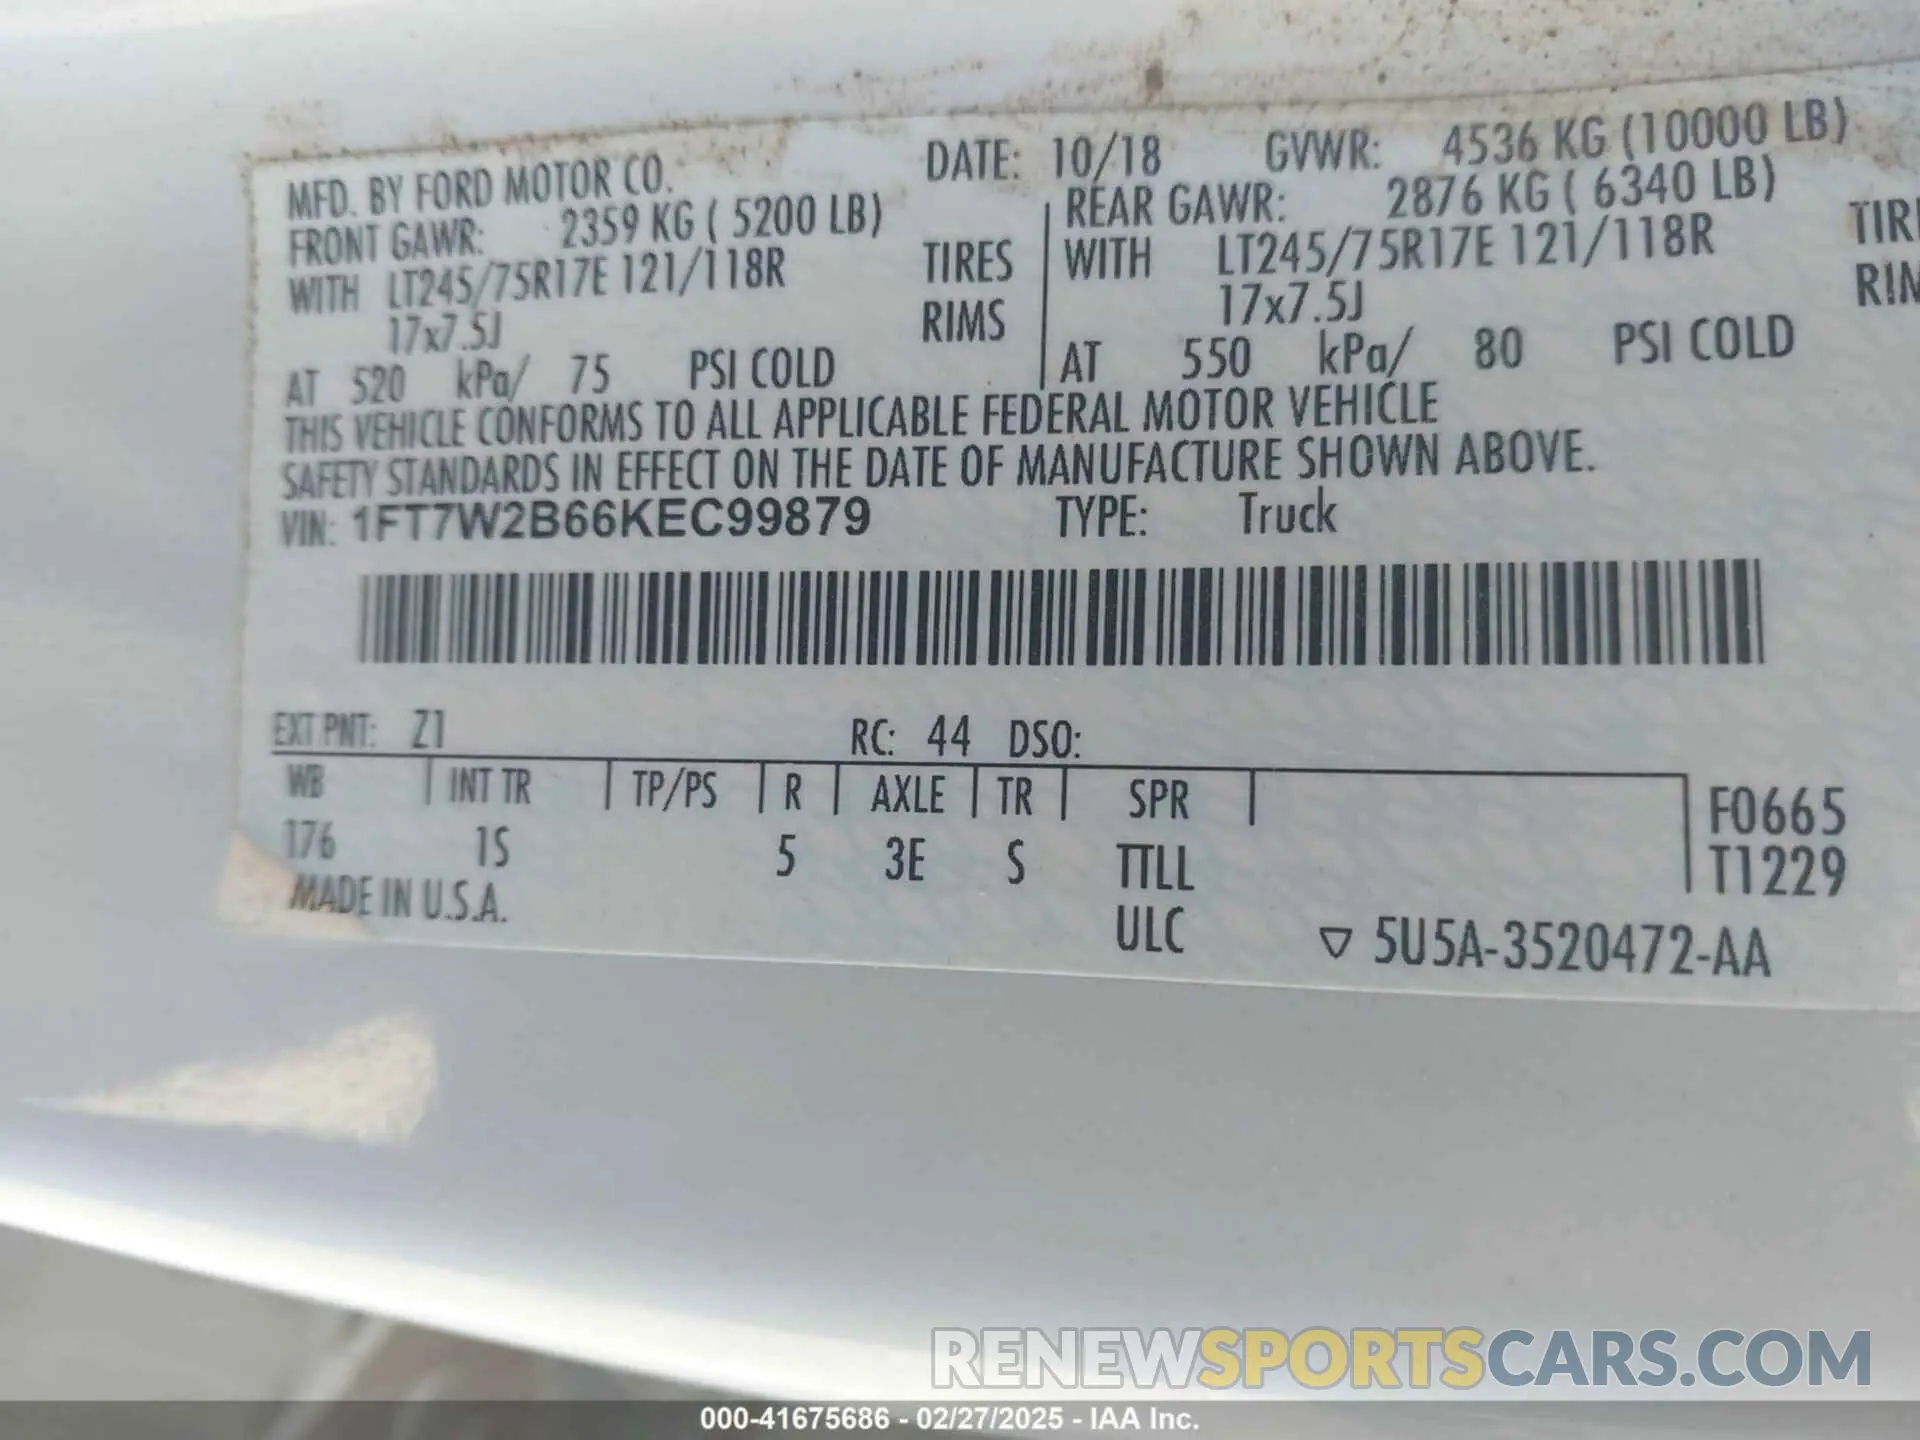 MFD. BY FORD MOTOR CO. DATE: 10/18 GVWR: 4536 KG (10000 LB)
FRONT GAWR: 2359 KG ( 5200 LB) REAR GAWR: 2876 KG ( 6340 LB)
WITH LT245/75R17E 121/118R TIRES WITH LT245/75R17E 121/118R
17x7.5J RIMS 17x7.5J
AT 520 kPa/ 75 PSI COLD AT 550 kPa/ 80 PSI COLD
THIS VEHICLE CONFORMS TO ALL APPLICABLE FEDERAL MOTOR VEHICLE
SAFETY STANDARDS IN EFFECT ON THE DATE OF MANUFACTURE SHOWN ABOVE.
VIN: 1FT7W2B66KEC99879 TYPE: Truck
EXT PNT: Z1 RC: 44 DSO:
WB INT TR TP/PS R AXLE TR SPR F0665
176 1S 5 3E S TTLL T1229
MADE IN U.S.A. ULC ▽ 5U5A-3520472-AA
RENEWSPORTSCARS.COM
000-41675686 - 02/27/2025 - IAA Inc.